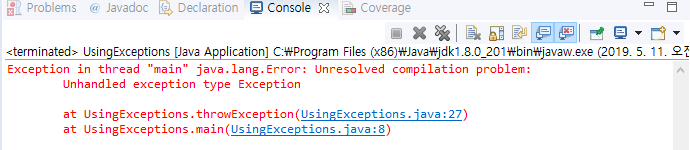 Problems @ Javadoc Declaration Console Coverage
<terminated> UsingExceptions [Java Application] C:₩Program Files (x86)₩Java₩jdk1.8.0_201₩bin₩javaw.exe (2019. 5. 11. 오전
Exception in thread "main" java.lang.Error: Unresolved compilation problem:
Unhandled exception type Exception
at UsingExceptions.throwException(UsingExceptions.java:27)
at UsingExceptions.main(UsingExceptions.java:8)